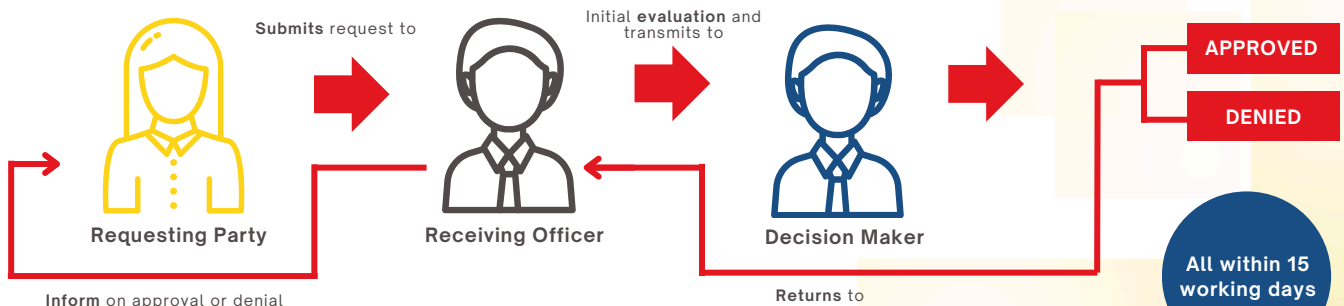 Submits request to
Initial evaluation and
transmits to
APPROVED
DENIED
Requesting Party
Receiving Officer
Decision Maker
All within 15
working days
Inform on approval or denial
Returns to